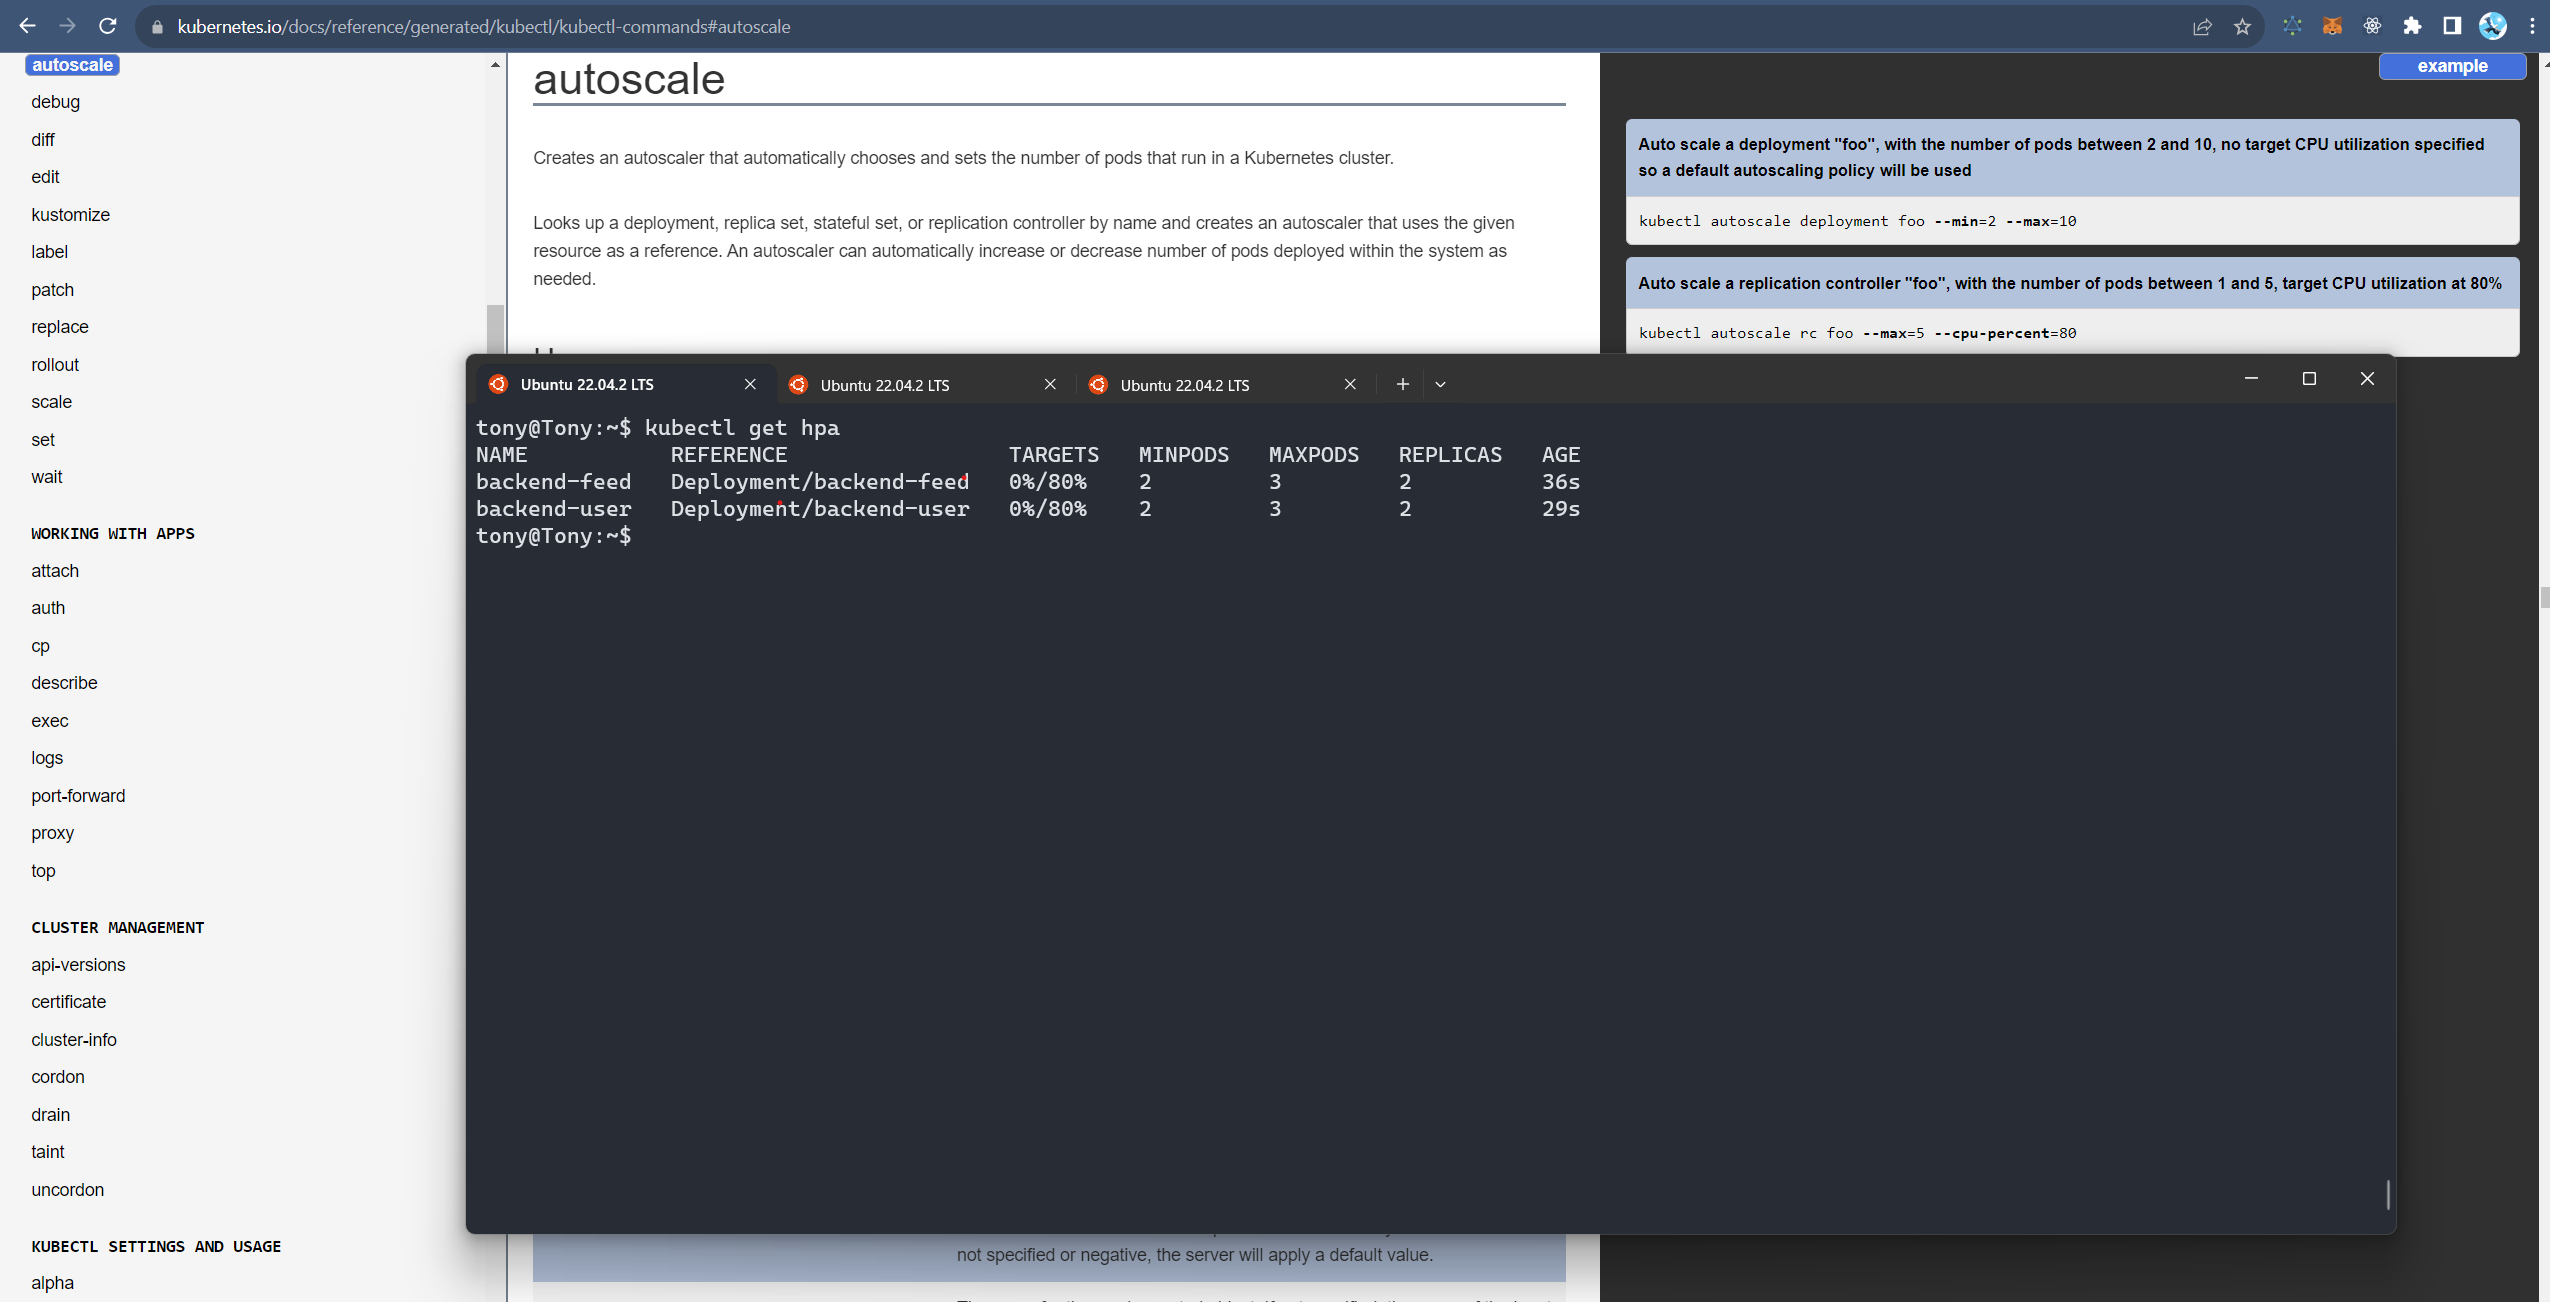 kubernetes.io/docs/reference/generated/kubectl/kubectl-commands#autoscale
autoscale
debug
diff
edit
kustomize
label
patch
replace
rollout
scale
set
wait
WORKING WITH APPS
attach
auth
cp
describe
exec
logs
port-forward
proxy
top
CLUSTER MANAGEMENT
api-versions
certificate
cluster-info
cordon
drain
taint
uncordon
KUBECTL SETTINGS AND USAGE
alpha
autoscale
Creates an autoscaler that automatically chooses and sets the number of pods that run in a Kubernetes cluster.
Looks up a deployment, replica set, stateful set, or replication controller by name and creates an autoscaler that uses the given
resource as a reference. An autoscaler can automatically increase or decrease number of pods deployed within the system as
needed.
example
Auto scale a deployment "foo", with the number of pods between 2 and 10, no target CPU utilization specified
so a default autoscaling policy will be used
kubectl autoscale deployment foo --min=2 --max=10
Auto scale a replication controller "foo", with the number of pods between 1 and 5, target CPU utilization at 80%
kubectl autoscale rc foo --max=5 --cpu-percent=80
Ubuntu 22.04.2 LTS Ubuntu 22.04.2 LTS Ubuntu 22.04.2 LTS
tony@Tony:~$ kubectl get hpa
NAME REFERENCE TARGETS MINPODS MAXPODS REPLICAS AGE
backend-feed Deployment/backend-feed 0%/80% 2 3 2 36s
backend-user Deployment/backend-user 0%/80% 2 3 2 29s
tony@Tony:~$
not specified or negative, the server will apply a default value.